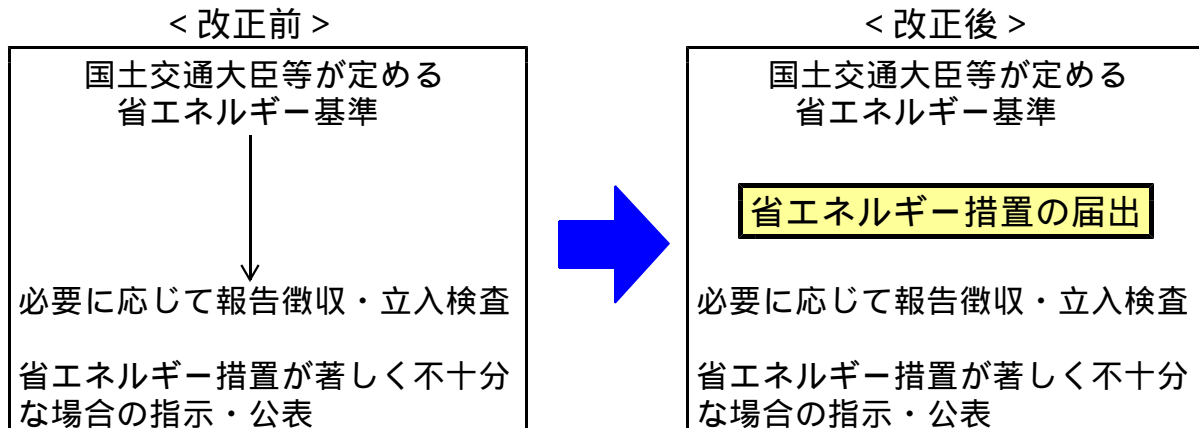 ＜改正前＞
国土交通大臣等が定める
省エネルギー基準
必要に応じて報告徴収・立入検査
省エネルギー措置が著しく不十分
な場合の指示・公表
＜改正後＞
国土交通大臣等が定める
省エネルギー基準
省エネルギー措置の届出
必要に応じて報告徴収・立入検査
省エネルギー措置が著しく不十分
な場合の指示・公表